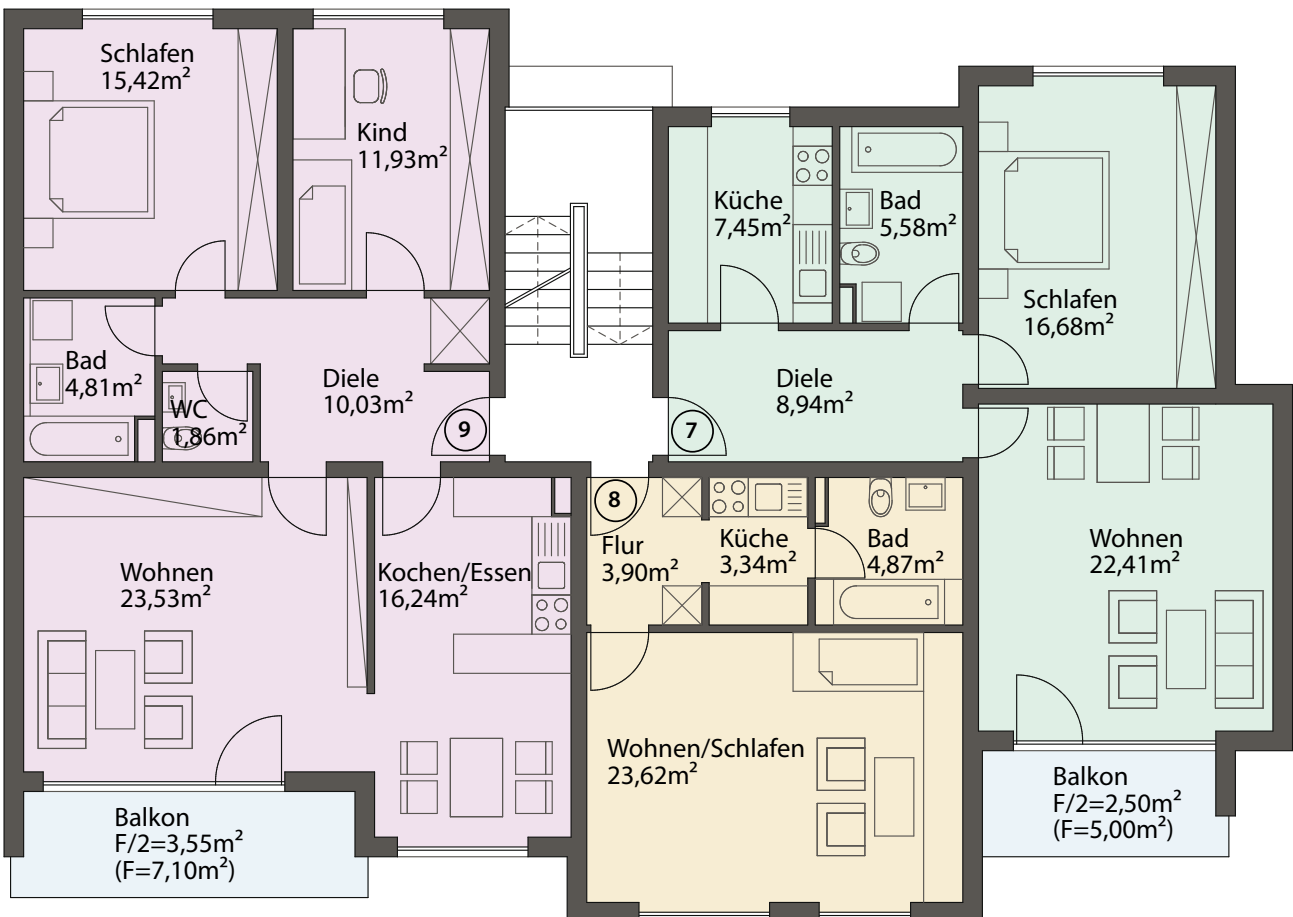 Schlafen
15,42m²
Kind
11,93m²
Küche
7,45m²
Bad
5,58m²
Schlafen
16,68m²
Bad
4,81m²
WC
1,86m²
Diele
10,03m²
9
7
Diele
8,94m²
8
Flur
3,90m²
Küche
3,34m²
Bad
4,87m²
Wohnen
22,41m²
Wohnen
23,53m²
Kochen/Essen
16,24m²
Wohnen/Schlafen
23,62m²
Balkon
F/2=2,50m²
(F=5,00m²)
Balkon
F/2=3,55m²
(F=7,10m²)